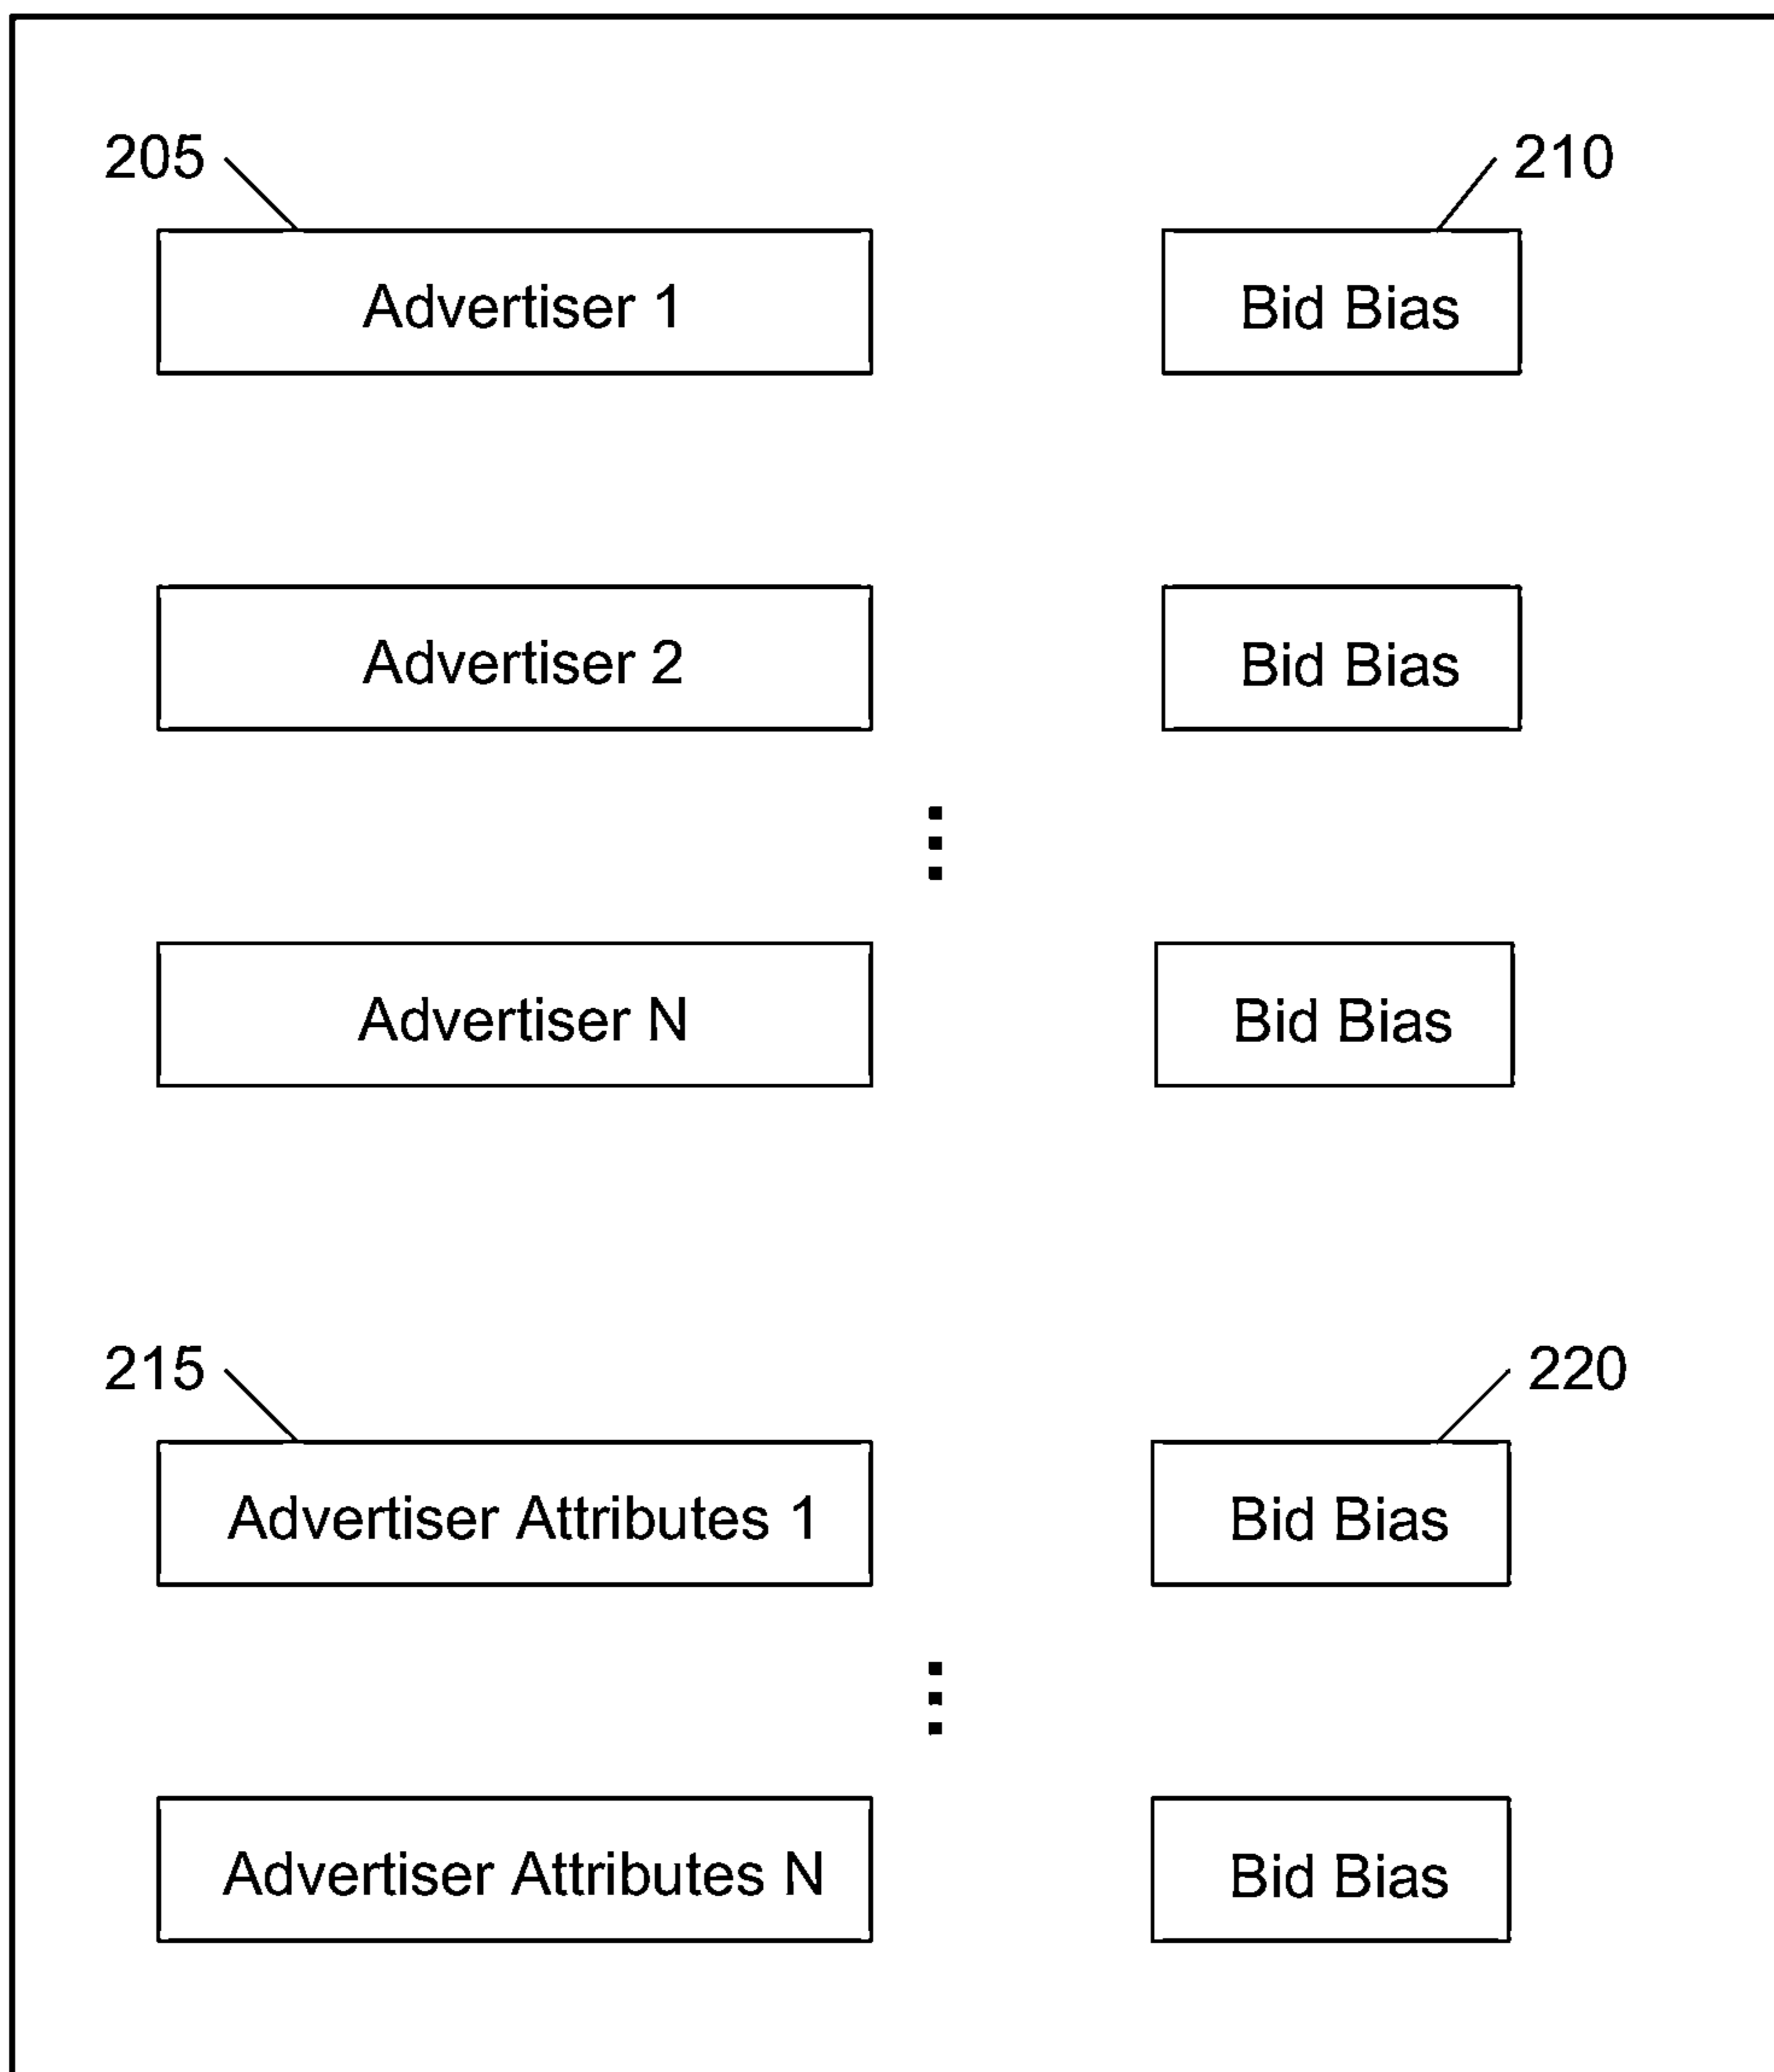 205 210
Advertiser 1 Bid Bias
Advertiser 2 Bid Bias
Advertiser N Bid Bias
215 220
Advertiser Attributes 1 Bid Bias
Advertiser Attributes N Bid Bias